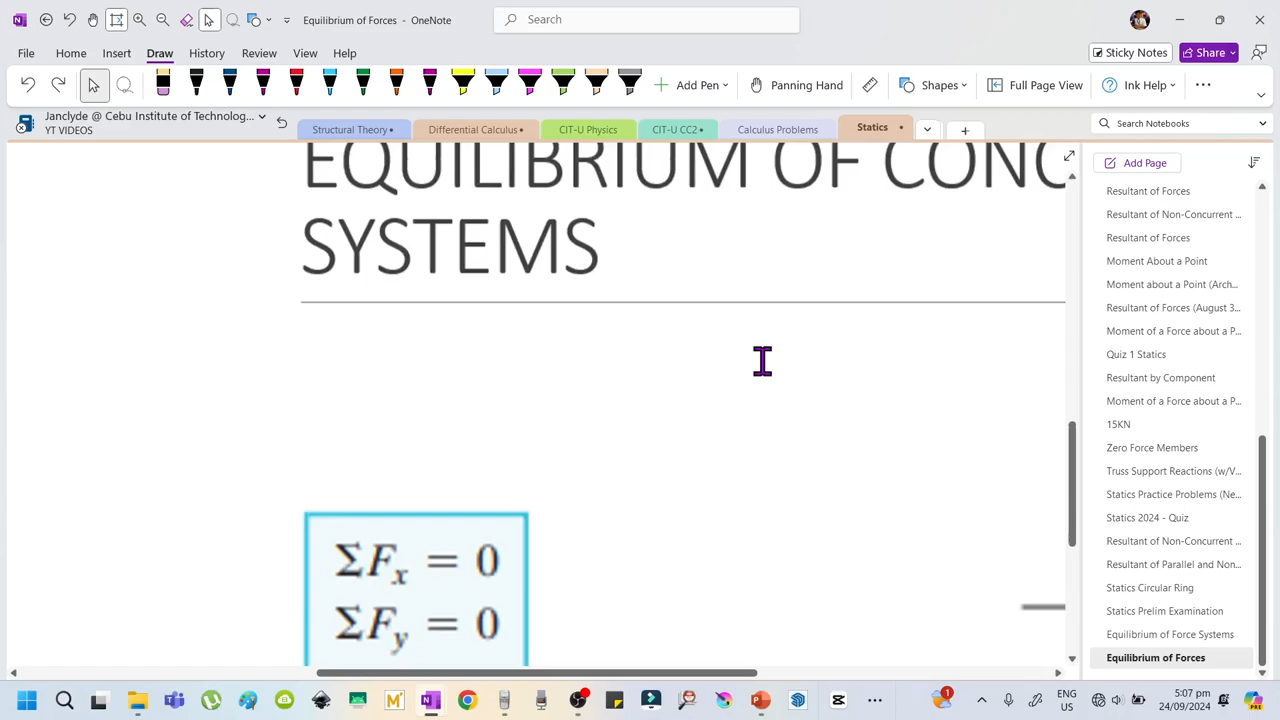 Equilibrium of Forces - OneNote
Search
File Home Insert Draw History Review View Help
Sticky Notes
Share
Add Pen
Panning Hand
Shapes
Full Page View
Ink Help
Janclyde @ Cebu Institute of Technolog...
YT VIDEOS
Structural Theory
Differential Calculus
CIT-U Physics
CIT-U CC2
Calculus Problems
Statics
Search Notebooks
Add Page
EQUILIBRIUM OF CONC
SYSTEMS
ΣFx = 0
ΣFy = 0
Resultant of Forces
Resultant of Non-Concurrent ...
Resultant of Forces
Moment About a Point
Moment about a Point (Arch...
Resultant of Forces (August 3...
Moment of a Force about a P...
Quiz 1 Statics
Resultant by Component
Moment of a Force about a P...
15KN
Zero Force Members
Truss Support Reactions (w/V...
Statics Practice Problems (Ne...
Statics 2024 - Quiz
Resultant of Non-Concurrent ...
Resultant of Parallel and Non...
Statics Circular Ring
Statics Prelim Examination
Equilibrium of Force Systems
Equilibrium of Forces
1
ENG
US
5:07 pm
24/09/2024